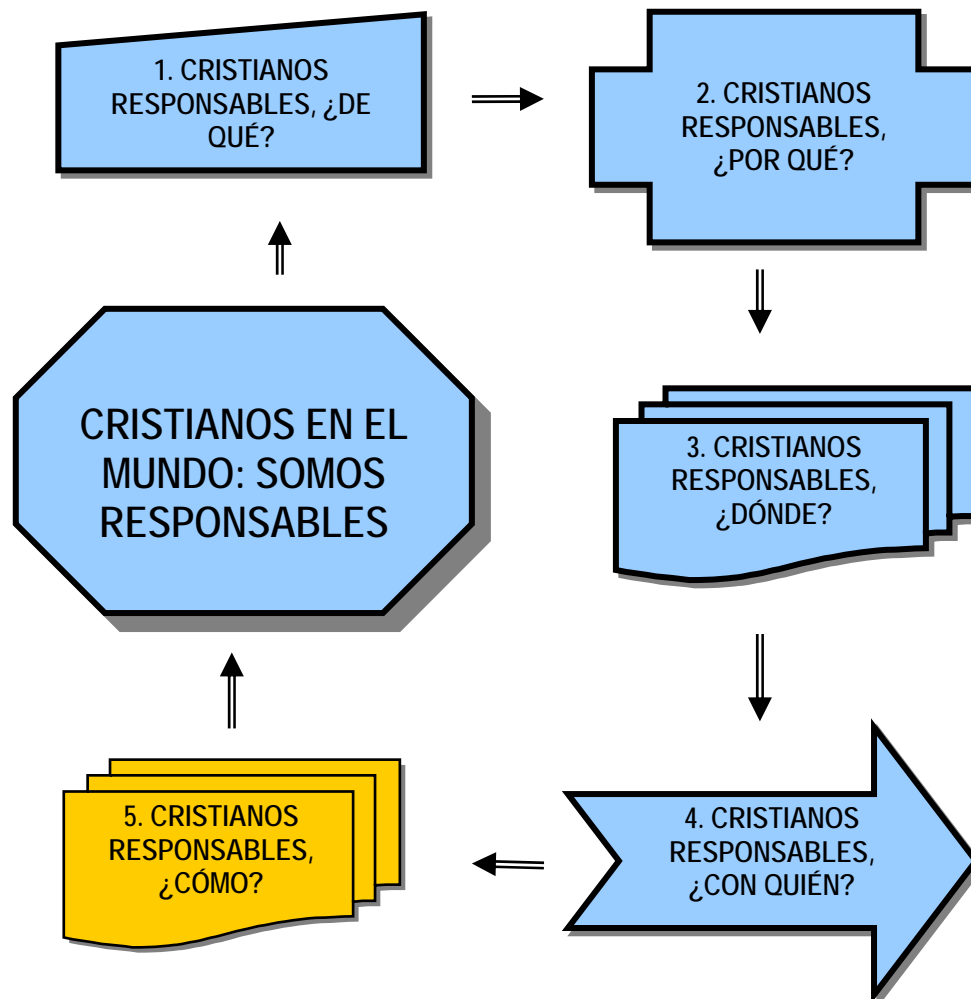 1. CRISTIANOS
RESPONSABLES, ¿DE
QUÉ?
2. CRISTIANOS
RESPONSABLES,
¿POR QUÉ?
CRISTIANOS EN EL
MUNDO: SOMOS
RESPONSABLES
3. CRISTIANOS
RESPONSABLES,
¿DÓNDE?
4. CRISTIANOS
RESPONSABLES,
¿CON QUIÉN?
5. CRISTIANOS
RESPONSABLES,
¿CÓMO?